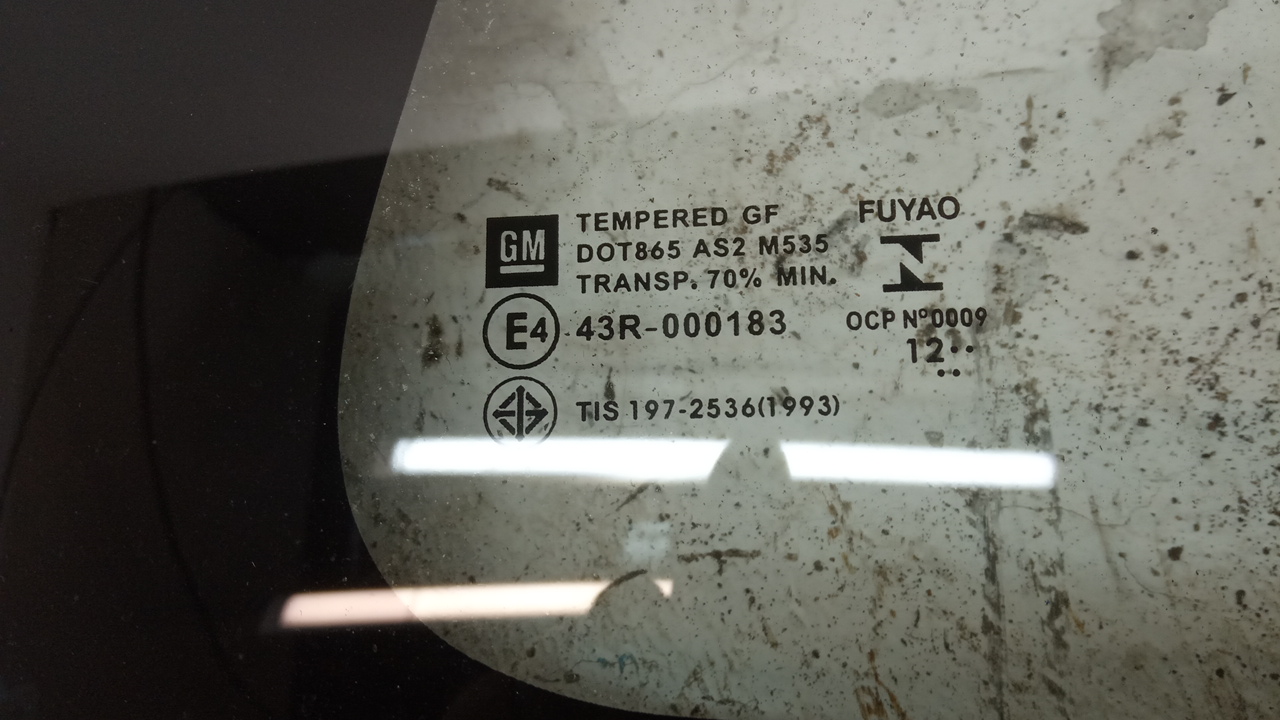 GM
TEMPERED GF
DOT865 AS2 M535
TRANSP. 70% MIN.
E4 43R-000183
TIS 197-2536(1993)
FUYAO
OCP Nº0009
12••
••